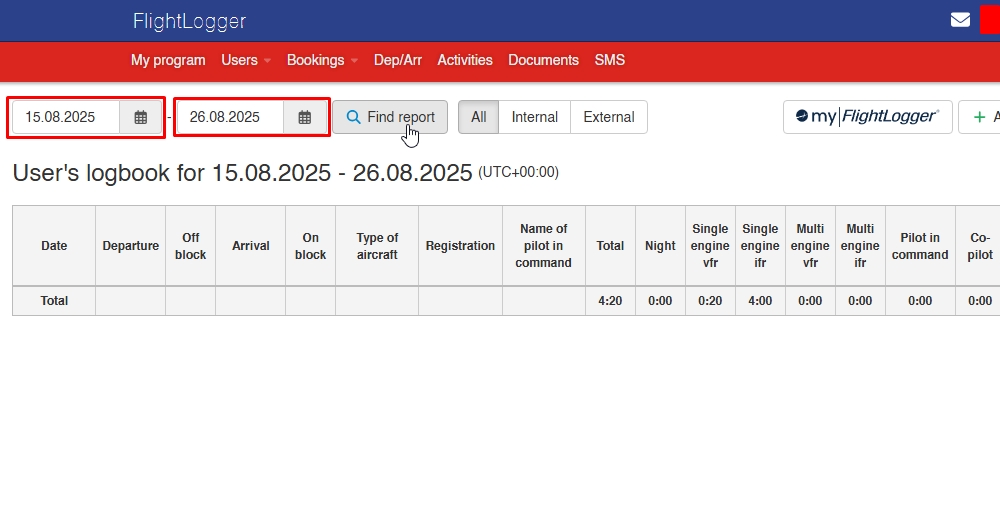 FlightLogger
My program Users Bookings Dep/Arr Activities Documents SMS
15.08.2025 - 26.08.2025 Find report All Internal External my FlightLogger + A
User's logbook for 15.08.2025 - 26.08.2025 (UTC+00:00)
Date Departure Off block Arrival On block Type of aircraft Registration Name of pilot in command Total Night Single engine vfr Single engine ifr Multi engine vfr Multi engine ifr Pilot in command Co-pilot
Total 4:20 0:00 0:20 4:00 0:00 0:00 0:00 0:00